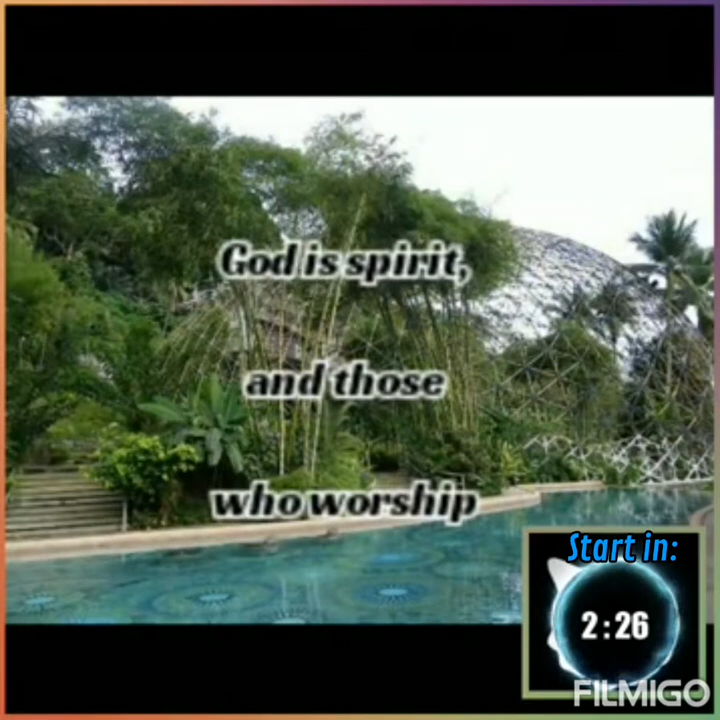 God is spirit,
and those
who worship
Start in:
2:26
FILMIGO